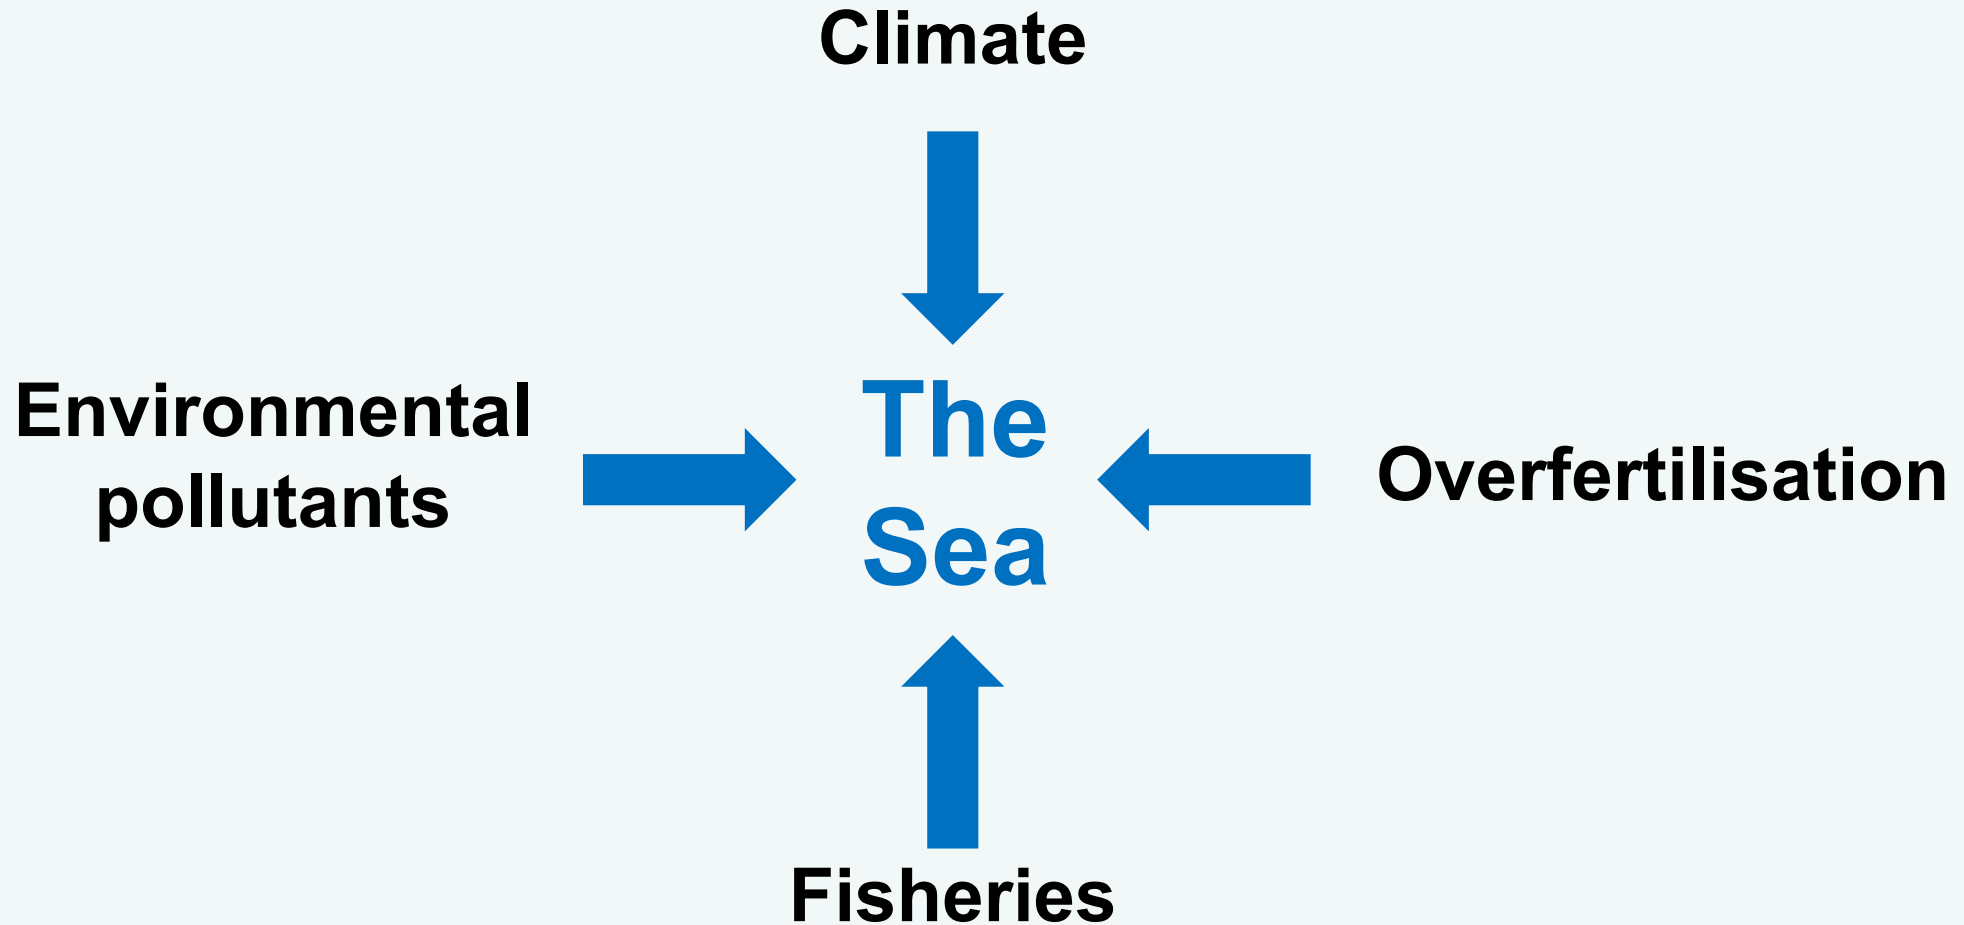 Climate
Environmental
pollutants
The
Sea
Overfertilisation
Fisheries